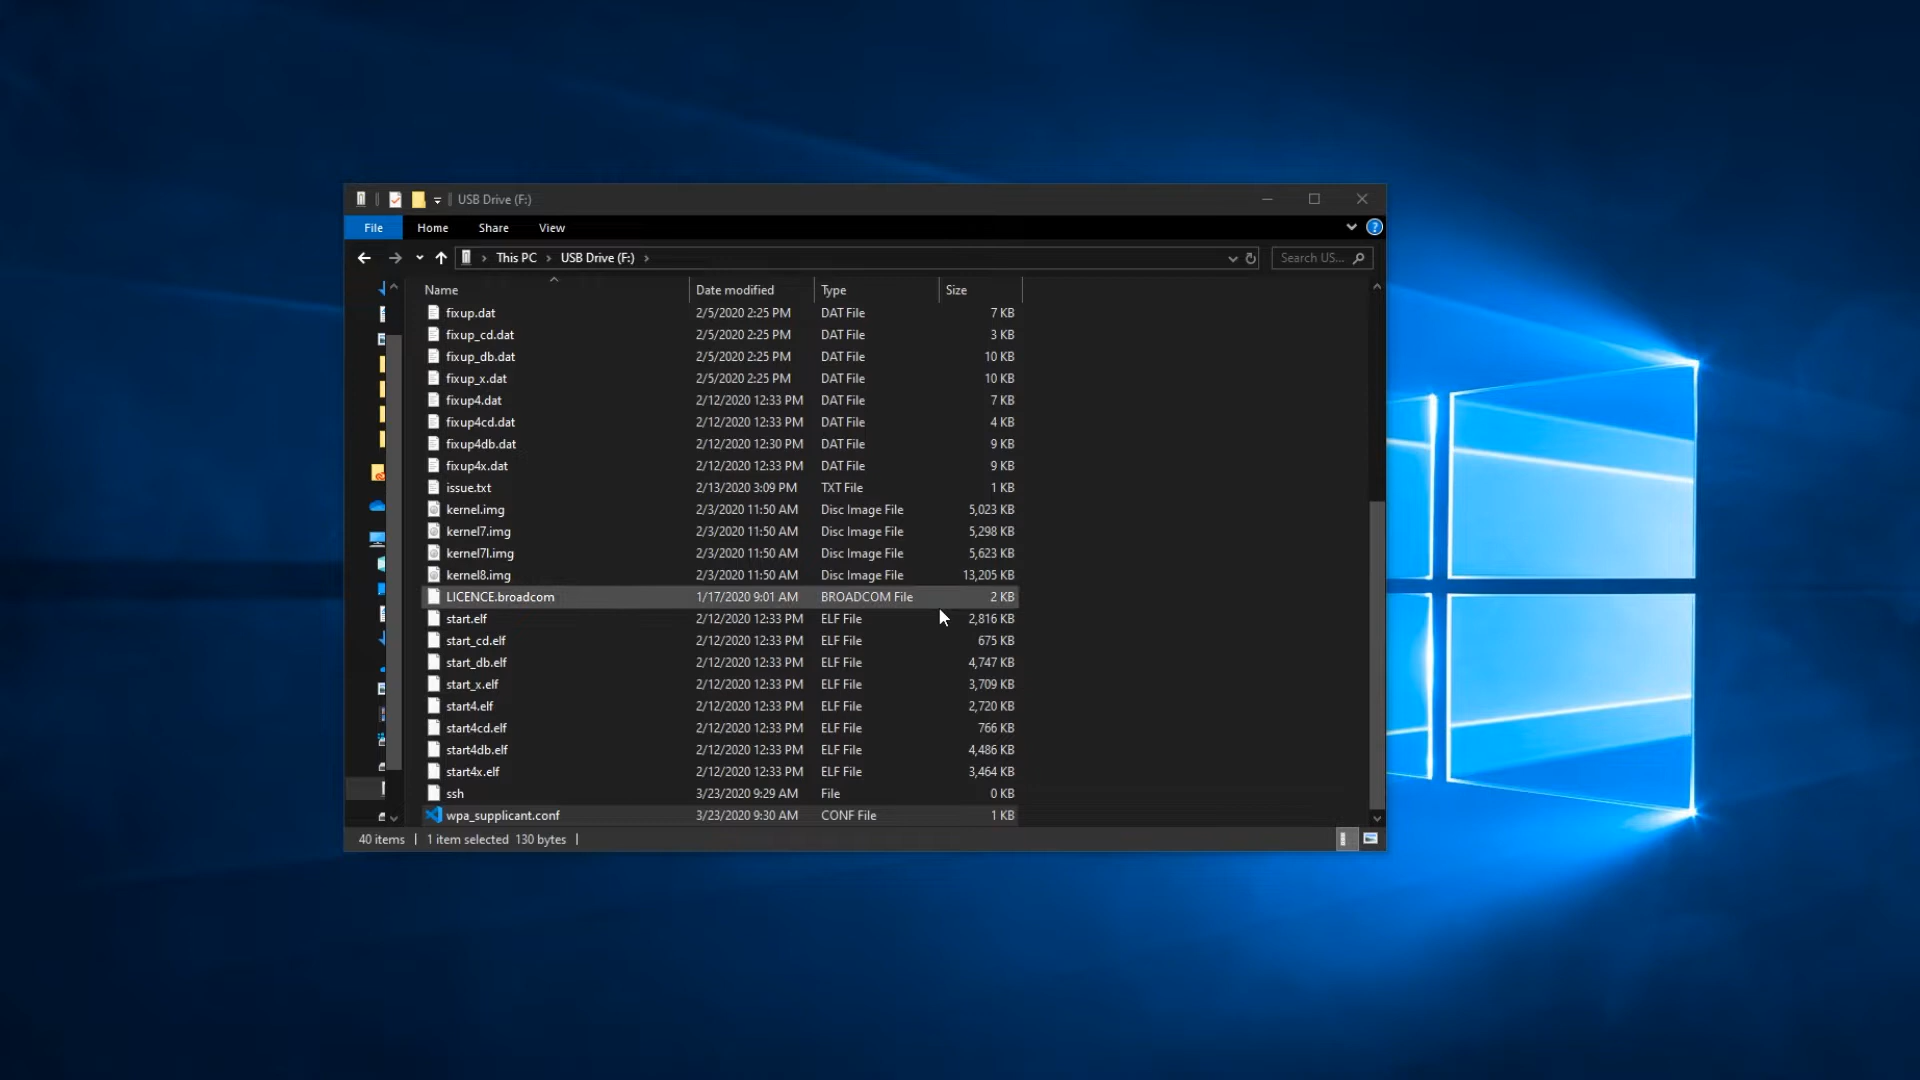 USB Drive (F:)
File Home Share View
This PC › USB Drive (F:) › Search US...
Name Date modified Type Size
fixup.dat 2/5/2020 2:25 PM DAT File 7 KB
fixup_cd.dat 2/5/2020 2:25 PM DAT File 3 KB
fixup_db.dat 2/5/2020 2:25 PM DAT File 10 KB
fixup_x.dat 2/5/2020 2:25 PM DAT File 10 KB
fixup4.dat 2/12/2020 12:33 PM DAT File 7 KB
fixup4cd.dat 2/12/2020 12:33 PM DAT File 4 KB
fixup4db.dat 2/12/2020 12:30 PM DAT File 9 KB
fixup4x.dat 2/12/2020 12:33 PM DAT File 9 KB
issue.txt 2/13/2020 3:09 PM TXT File 1 KB
kernel.img 2/3/2020 11:50 AM Disc Image File 5,023 KB
kernel7.img 2/3/2020 11:50 AM Disc Image File 5,298 KB
kernel7l.img 2/3/2020 11:50 AM Disc Image File 5,623 KB
kernel8.img 2/3/2020 11:50 AM Disc Image File 13,205 KB
LICENCE.broadcom 1/17/2020 9:01 AM BROADCOM File 2 KB
start.elf 2/12/2020 12:33 PM ELF File 2,816 KB
start_cd.elf 2/12/2020 12:33 PM ELF File 675 KB
start_db.elf 2/12/2020 12:33 PM ELF File 4,747 KB
start_x.elf 2/12/2020 12:33 PM ELF File 3,709 KB
start4.elf 2/12/2020 12:33 PM ELF File 2,720 KB
start4cd.elf 2/12/2020 12:33 PM ELF File 766 KB
start4db.elf 2/12/2020 12:33 PM ELF File 4,486 KB
start4x.elf 2/12/2020 12:33 PM ELF File 3,464 KB
ssh 3/23/2020 9:29 AM File 0 KB
wpa_supplicant.conf 3/23/2020 9:30 AM CONF File 1 KB
40 items 1 item selected 130 bytes